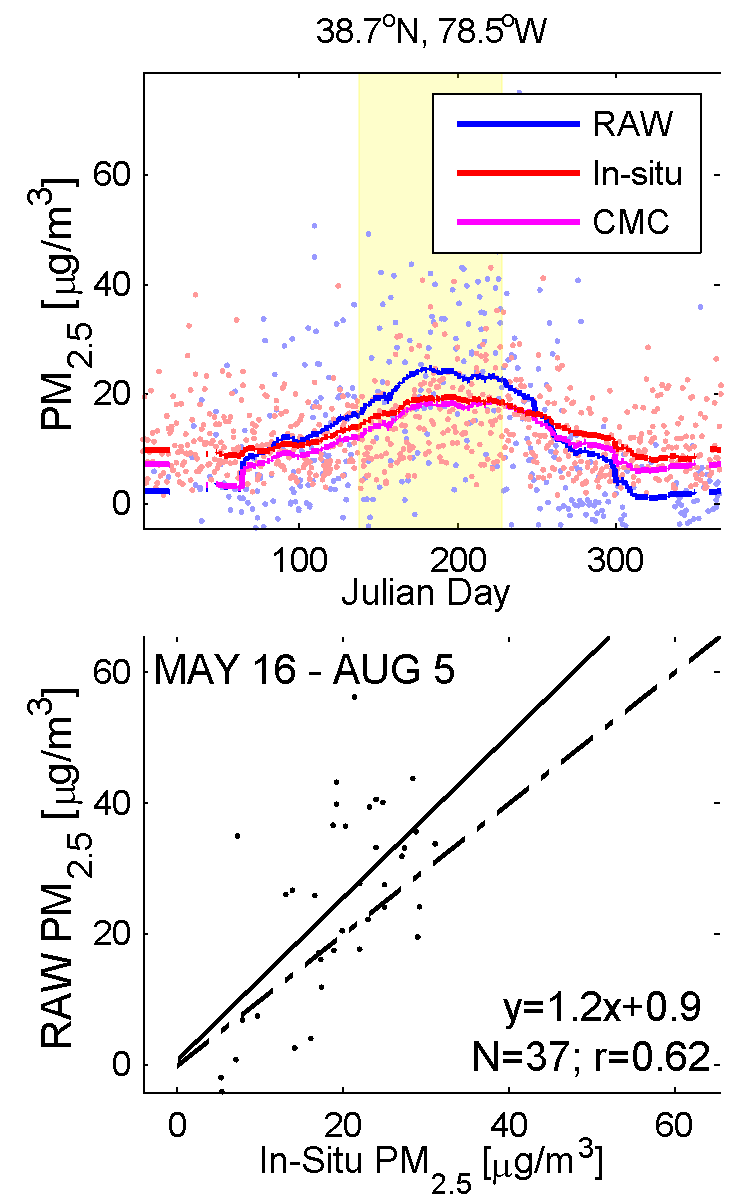 38.7°N, 78.5°W
PM2.5 [μg/m³]
60
40
20
0
RAW
In-situ
CMC
100 200 300
Julian Day
MAY 16 - AUG 5
RAW PM2.5 [μg/m³]
60
40
20
0
y=1.2x+0.9
N=37; r=0.62
0 20 40 60
In-Situ PM2.5 [μg/m³]